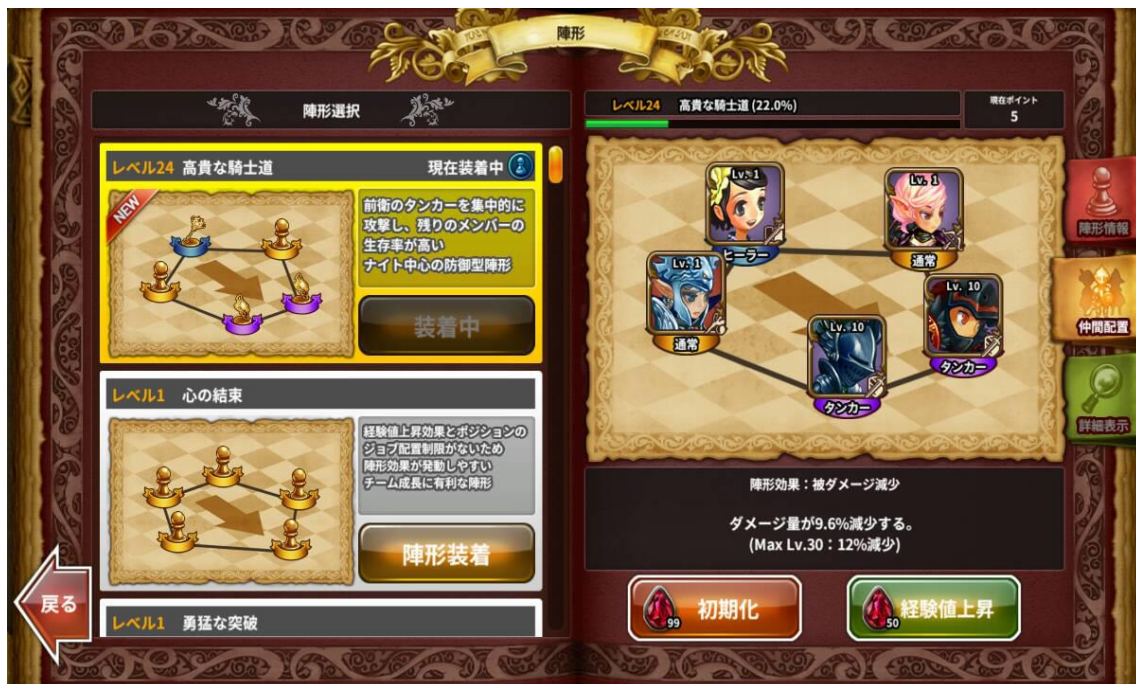 陣形
陣形選択
レベル24 高貴な騎士道
現在装着中
NEW
前衛のタンカーを集中的に
攻撃し、残りのメンバーの
生存率が高い
ナイト中心の防御型陣形
装着中
レベル1 心の結束
経験値上昇効果とポジションの
ジョブ配置制限がないため
陣形効果が発動しやすい
チーム成長に有利な陣形
陣形装着
レベル1 勇猛な突破
戻る
レベル24 高貴な騎士道 (22.0%)
現在ポイント
5
Lv. 1
ヒーラー
Lv. 1
通常
Lv. 1
通常
Lv. 10
タンカー
Lv. 10
タンカー
陣形情報
仲間配置
詳細表示
陣形効果：被ダメージ減少
ダメージ量が9.6%減少する。
(Max Lv.30：12%減少)
99 初期化
50 経験値上昇